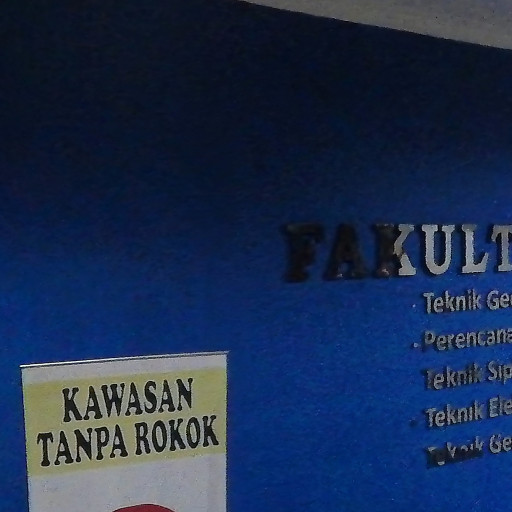 FAKULT
Teknik Ge
Perencana
Teknik Sip
Teknik Ele
Teknik Ge
KAWASAN
TANPA ROKOK